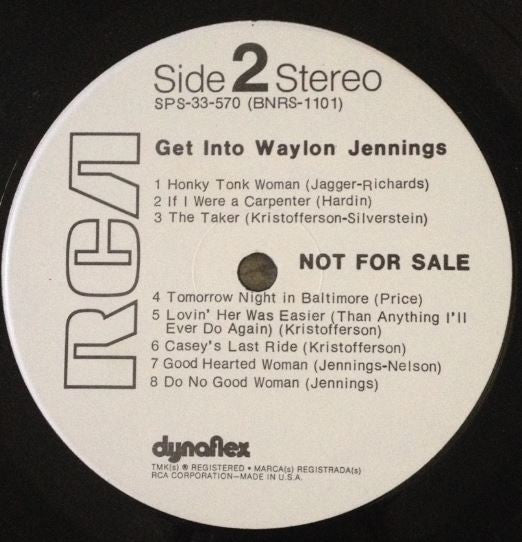 Side 2 Stereo
SPS-33-570 (BNRS-1101)
RCA
Get Into Waylon Jennings
1 Honky Tonk Woman (Jagger-Richards)
2 If I Were a Carpenter (Hardin)
3 The Taker (Kristofferson-Silverstein)
NOT FOR SALE
4 Tomorrow Night in Baltimore (Price)
5 Lovin' Her Was Easier (Than Anything I'll
Ever Do Again) (Kristofferson)
6 Casey's Last Ride (Kristofferson)
7 Good Hearted Woman (Jennings-Nelson)
8 Do No Good Woman (Jennings)
dynaflex
TMK(s) ® REGISTERED • MARCA(s) REGISTRADA(s)
RCA CORPORATION—MADE IN U.S.A.